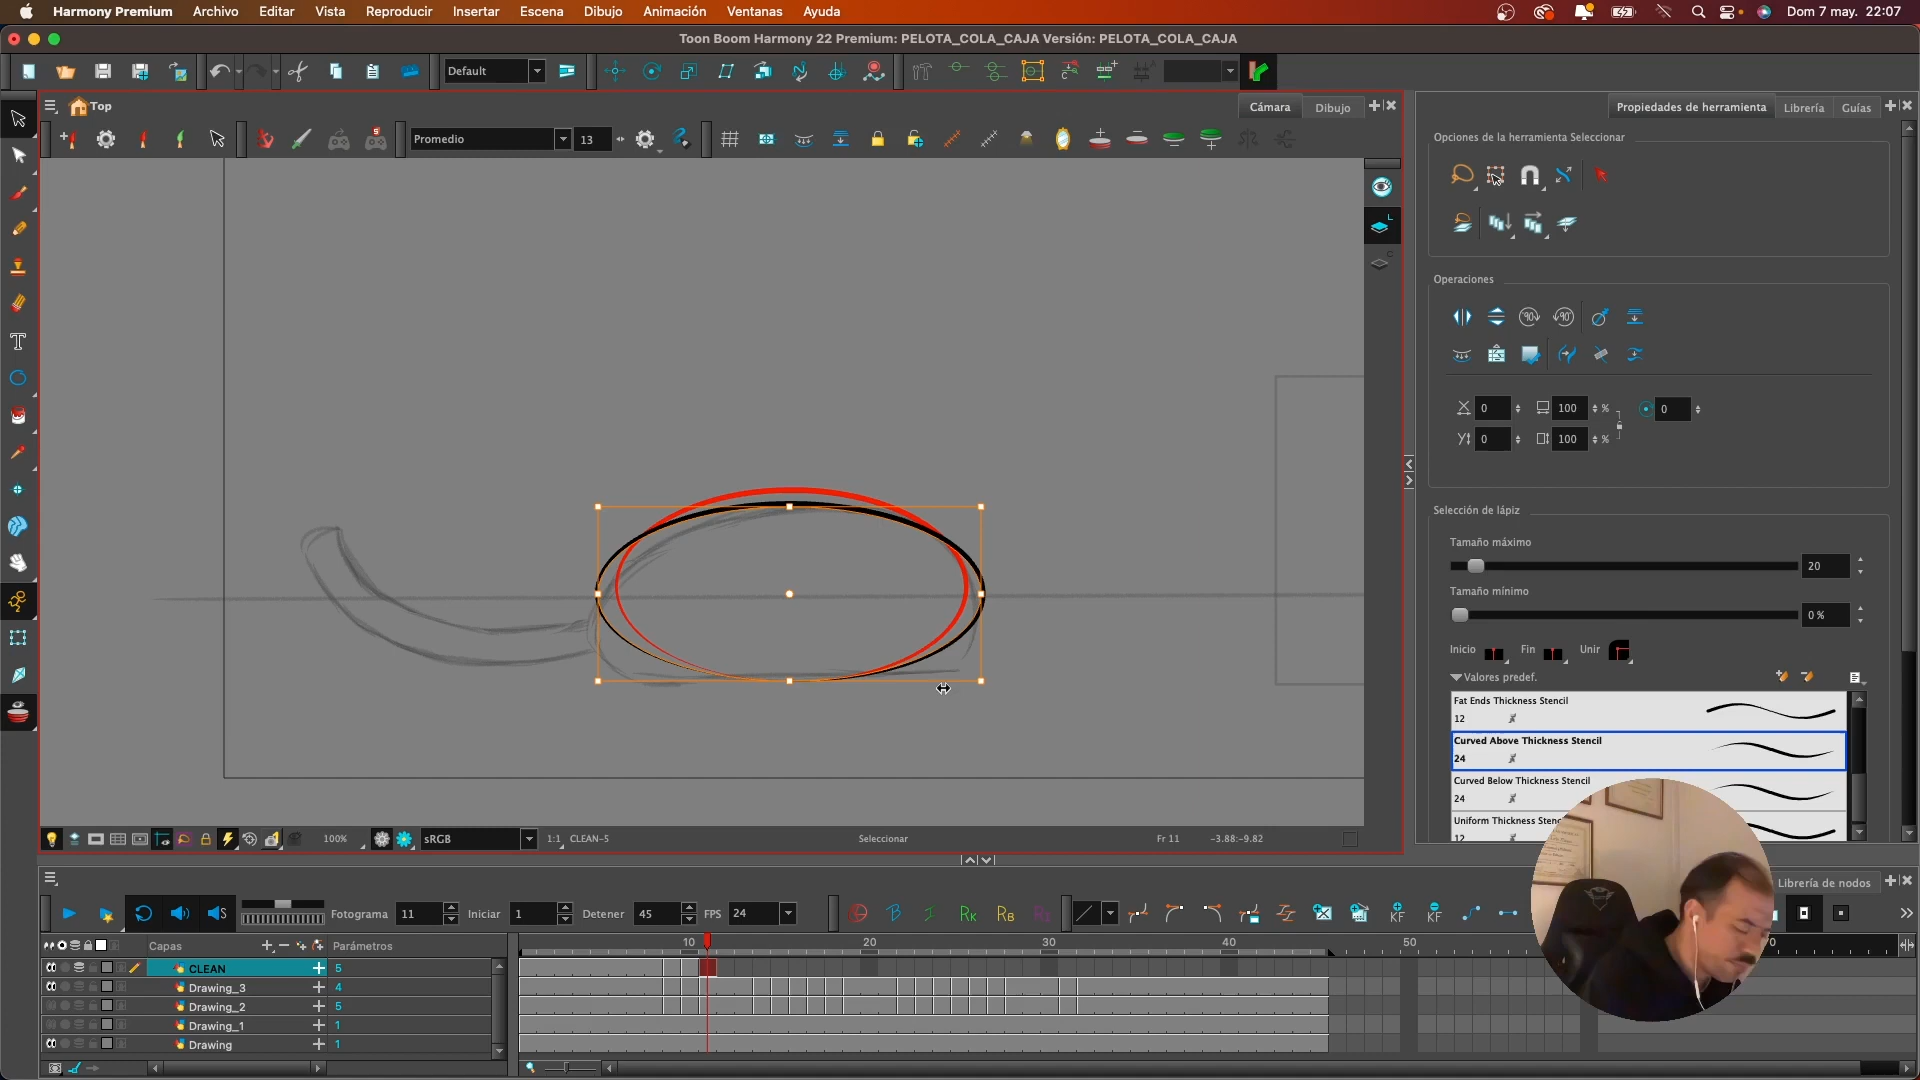 Harmony Premium Archivo Editar Vista Reproducir Insertar Escena Dibujo Animación Ventanas Ayuda Dom 7 may. 22:07
Toon Boom Harmony 22 Premium: PELOTA_COLA_CAJA Versión: PELOTA_COLA_CAJA
Default
Top Cámara Dibujo Propiedades de herramienta Librería Guías
Promedio 13
Opciones de la herramienta Seleccionar
Operaciones
90 90
X 0 100 % 0
Y 0 100 %
Selección de lápiz
Tamaño máximo
20
Tamaño mínimo
0 %
Inicio Fin Unir
Valores predef.
Fat Ends Thickness Stencil
12
Curved Above Thickness Stencil
24
Curved Below Thickness Stencil
24
Uniform Thickness Stenc
12
100% sRGB 1:1 CLEAN-5 Seleccionar Fr 11 -3.88:-9.82
Librería de nodos
Fotograma 11 Iniciar 1 Detener 45 FPS 24
Capas Parámetros 10 20 30 40 50
CLEAN 5
Drawing_3 4
Drawing_2 5
Drawing_1 1
Drawing 1